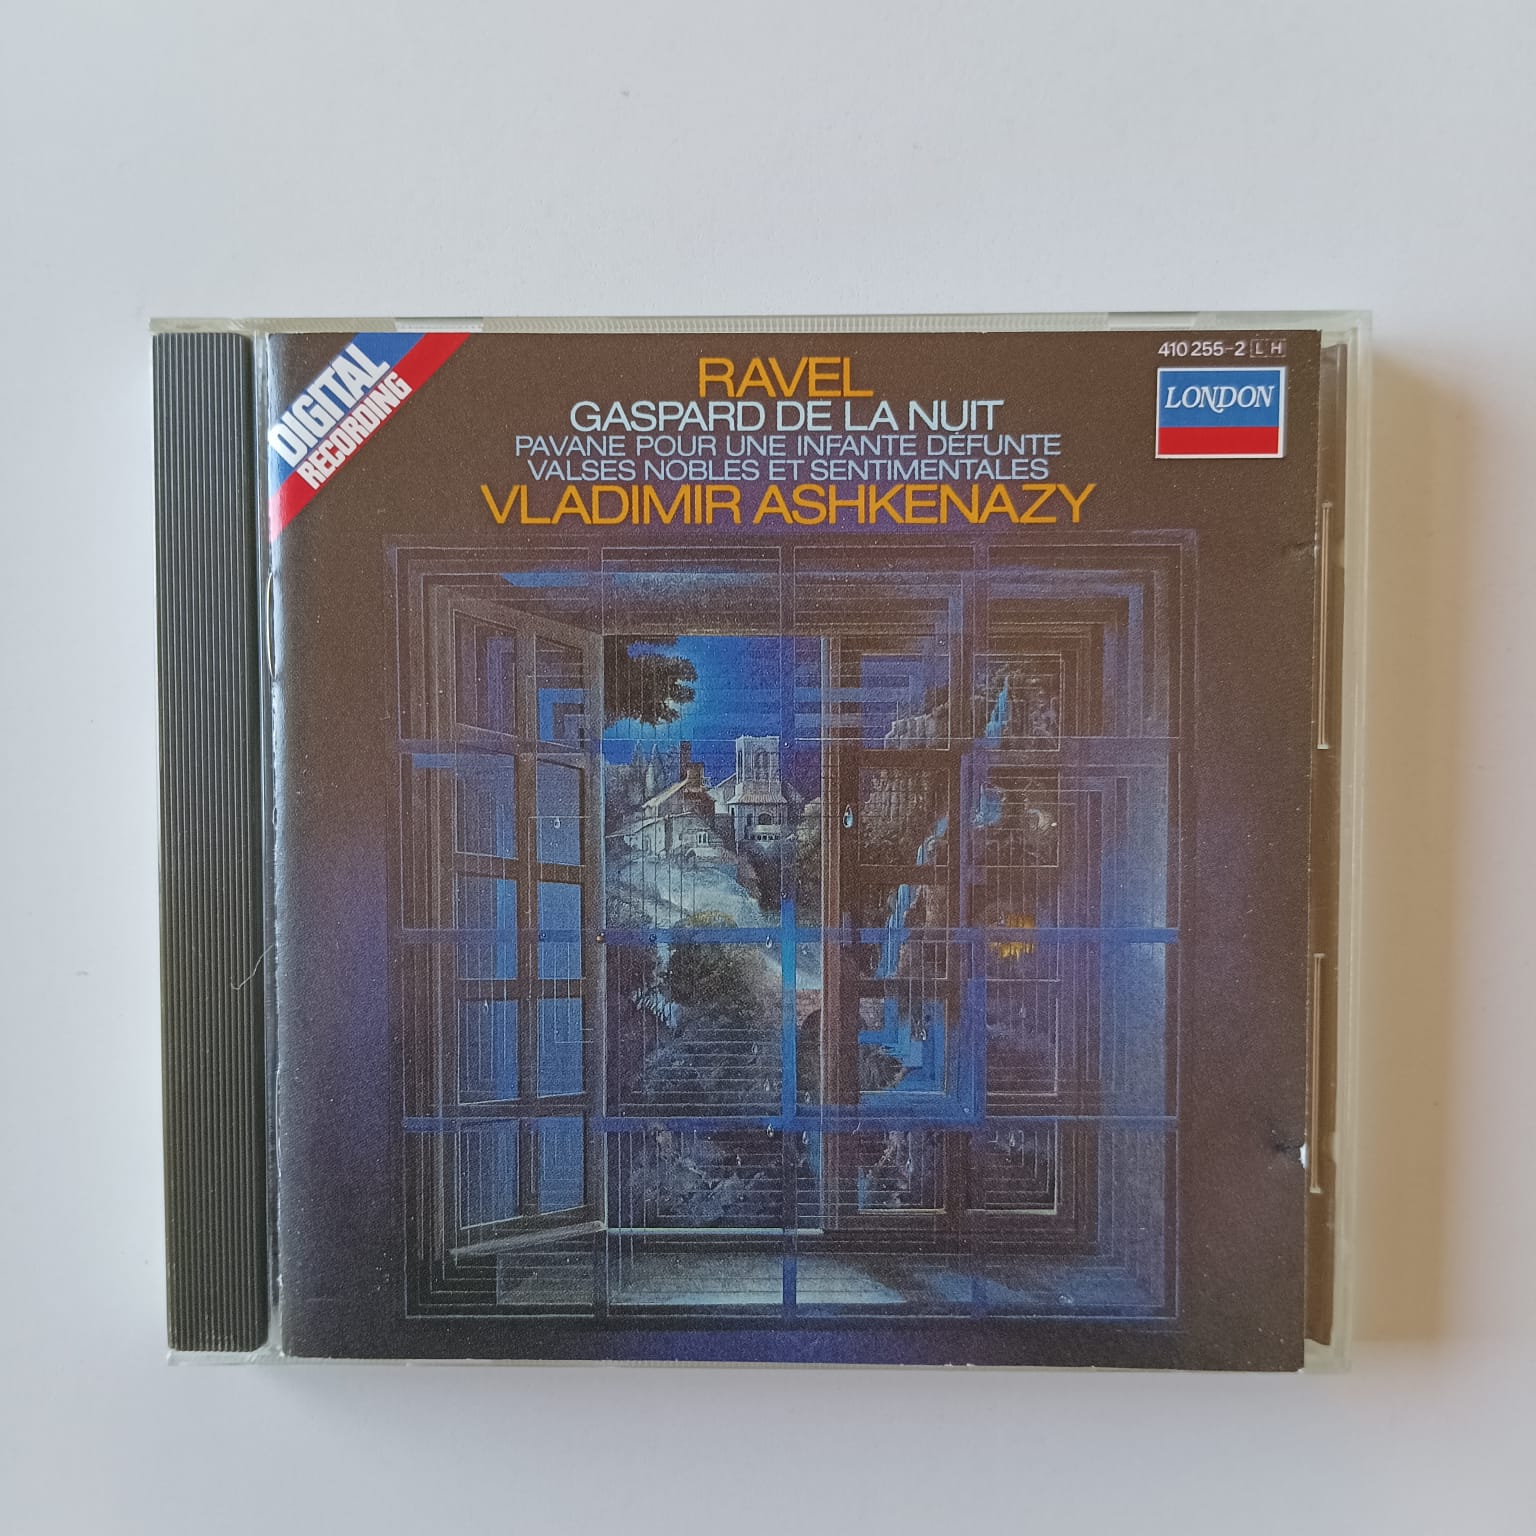 DIGITAL
RECORDING
RAVEL
GASPARD DE LA NUIT
PAVANE POUR UNE INFANTE DÉFUNTE
VALSES NOBLES ET SENTIMENTALES
VLADIMIR ASHKENAZY
410 255-2 LH
LONDON